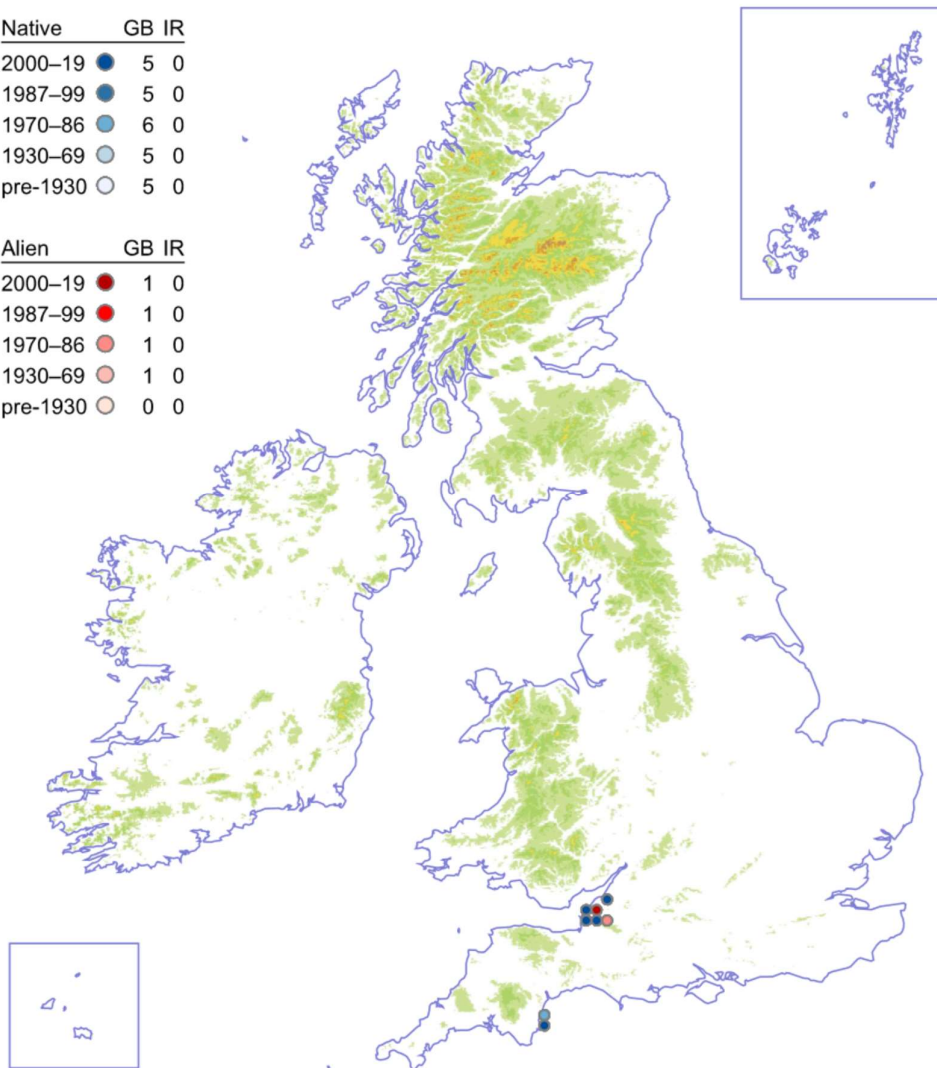 Native GB IR
2000–19 5 0
1987–99 5 0
1970–86 6 0
1930–69 5 0
pre-1930 5 0
Alien GB IR
2000–19 1 0
1987–99 1 0
1970–86 1 0
1930–69 1 0
pre-1930 0 0